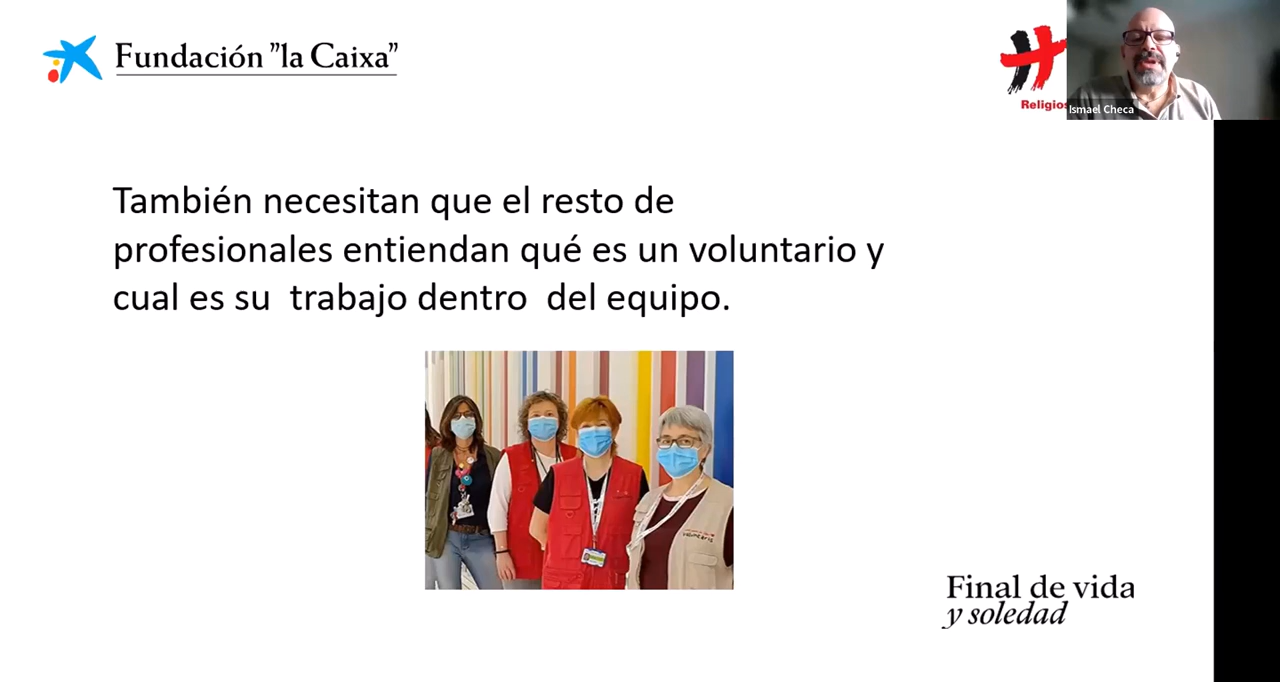 Fundación ”la Caixa”
Ismael Checa
También necesitan que el resto de
profesionales entiendan qué es un voluntario y
cual es su  trabajo dentro  del equipo.
Final de vida
y soledad